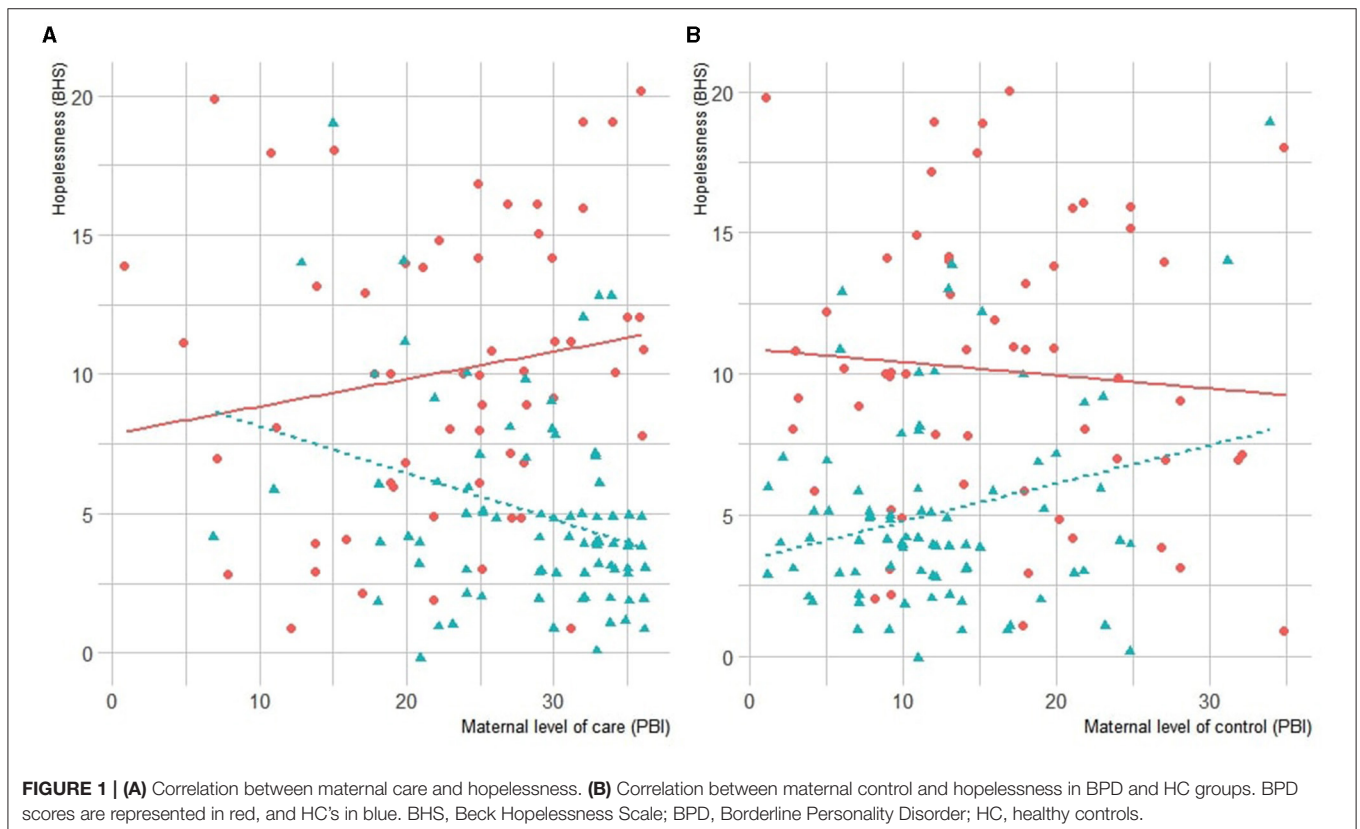 A
B
Hopelessness (BHS)
20
15
10
5
0
0
10
20
30
Maternal level of care (PBI)
Hopelessness (BHS)
20
15
10
5
0
0
10
20
30
Maternal level of control (PBI)
FIGURE 1 | (A) Correlation between maternal care and hopelessness. (B) Correlation between maternal control and hopelessness in BPD and HC groups. BPD
scores are represented in red, and HC's in blue. BHS, Beck Hopelessness Scale; BPD, Borderline Personality Disorder; HC, healthy controls.